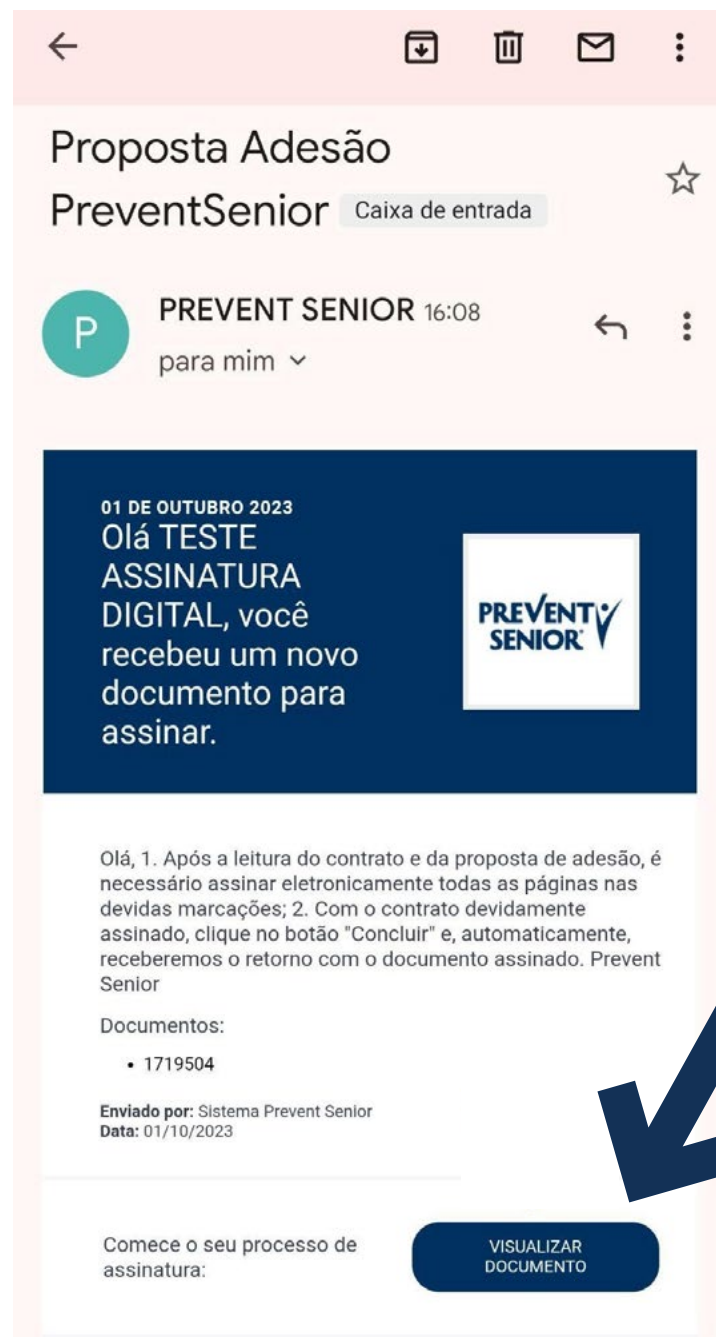 Proposta Adesão
PreventSenior Caixa de entrada
P
PREVENT SENIOR 16:08
para mim
01 DE OUTUBRO 2023
Olá TESTE
ASSINATURA
DIGITAL, você
recebeu um novo
documento para
assinar.
PREVENT
SENIOR
Olá, 1. Após a leitura do contrato e da proposta de adesão, é
necessário assinar eletronicamente todas as páginas nas
devidas marcações; 2. Com o contrato devidamente
assinado, clique no botão "Concluir" e, automaticamente,
receberemos o retorno com o documento assinado. Prevent
Senior
Documentos:
• 1719504
Enviado por: Sistema Prevent Senior
Data: 01/10/2023
Comece o seu processo de
assinatura:
VISUALIZAR
DOCUMENTO